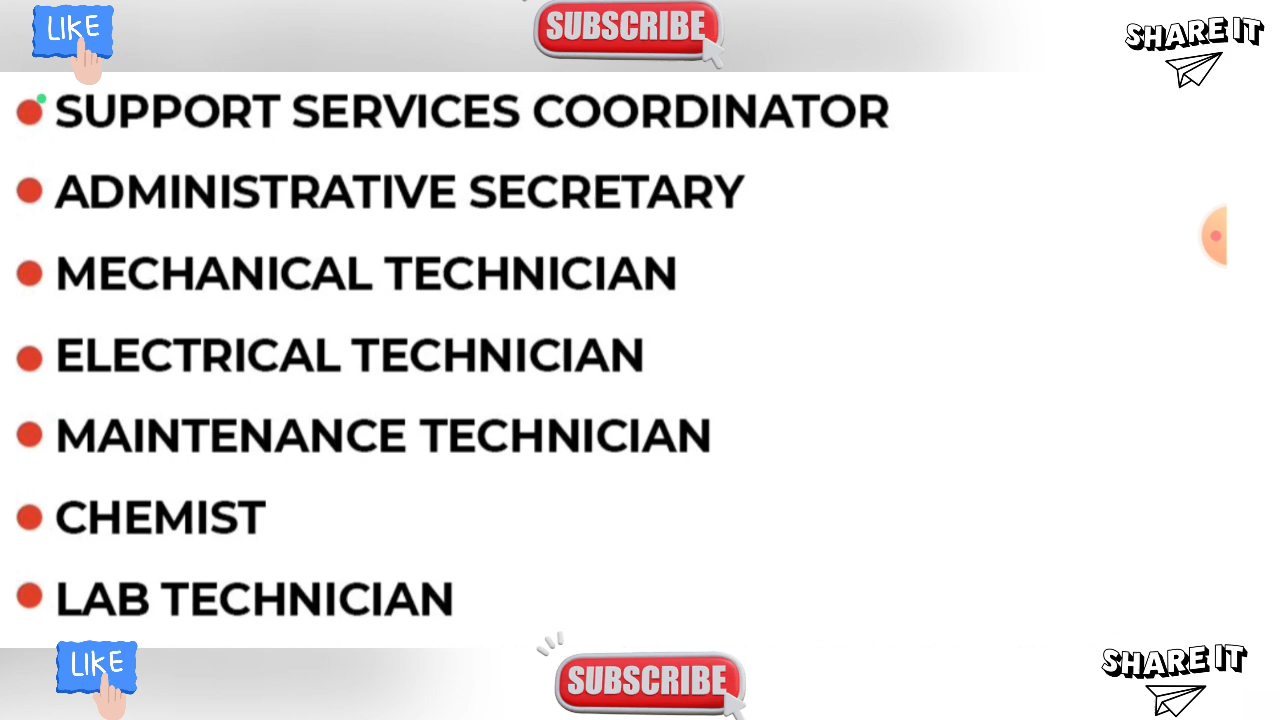 LIKE
SUBSCRIBE
SHARE IT
SUPPORT SERVICES COORDINATOR
ADMINISTRATIVE SECRETARY
MECHANICAL TECHNICIAN
ELECTRICAL TECHNICIAN
MAINTENANCE TECHNICIAN
CHEMIST
LAB TECHNICIAN
LIKE
SUBSCRIBE
SHARE IT